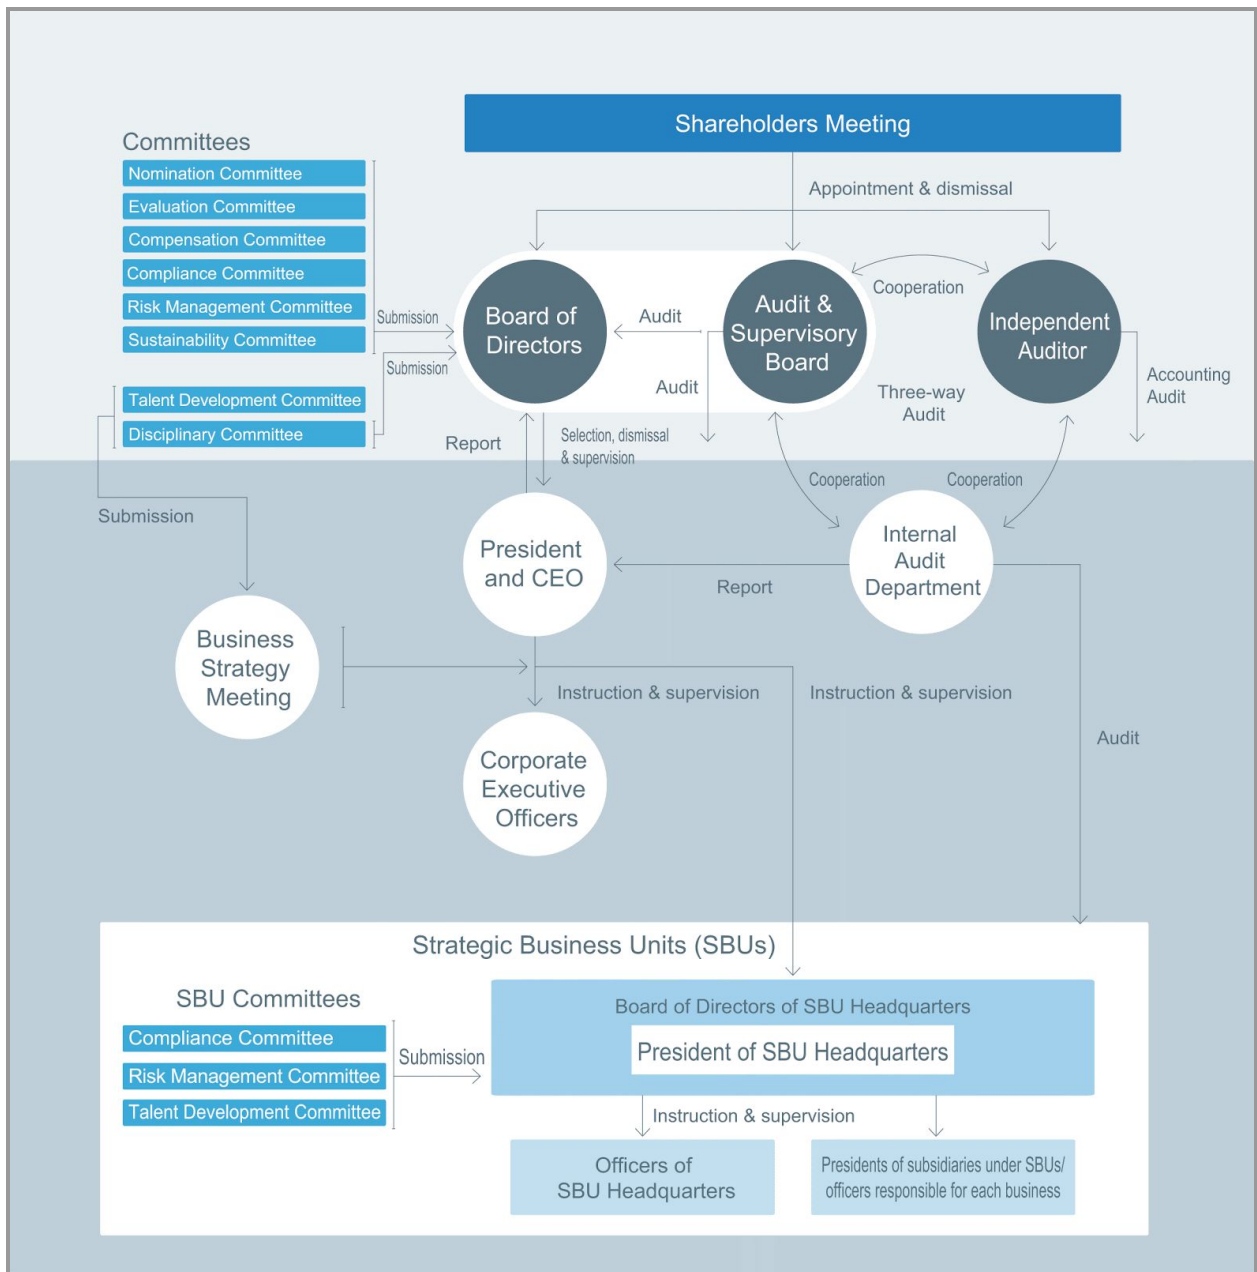 Shareholders Meeting
Committees
Nomination Committee
Evaluation Committee
Compensation Committee
Compliance Committee
Risk Management Committee
Sustainability Committee
Talent Development Committee
Disciplinary Committee
Submission
Submission
Submission
Appointment & dismissal
Board of
Directors
Audit
Audit &
Supervisory
Board
Audit
Cooperation
Independent
Auditor
Three-way
Audit
Accounting
Audit
Report
Selection, dismissal
& supervision
Cooperation
Cooperation
President
and CEO
Report
Internal
Audit
Department
Business
Strategy
Meeting
Instruction & supervision
Instruction & supervision
Audit
Corporate
Executive
Officers
Strategic Business Units (SBUs)
SBU Committees
Compliance Committee
Risk Management Committee
Talent Development Committee
Submission
Board of Directors of SBU Headquarters
President of SBU Headquarters
Instruction & supervision
Officers of
SBU Headquarters
Presidents of subsidiaries under SBUs/
officers responsible for each business